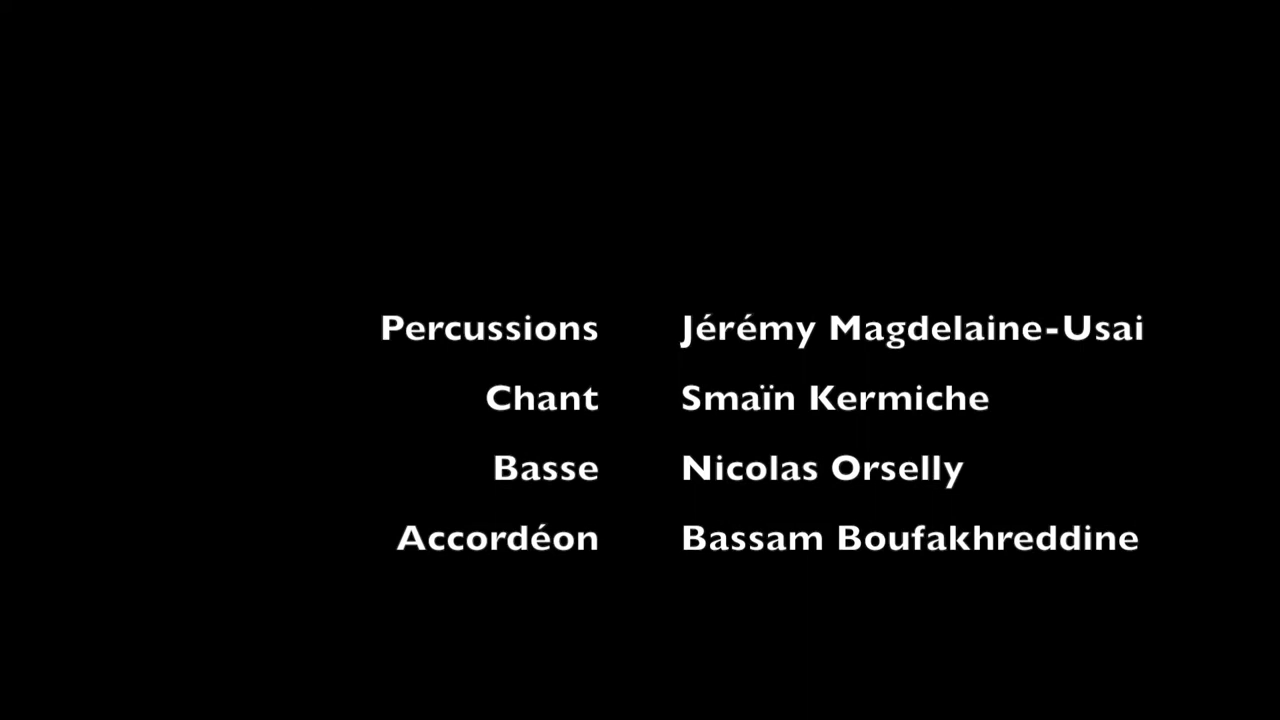 Percussions Jérémy Magdelaine-Usai
Chant Smaïn Kermiche
Basse Nicolas Orselly
Accordéon Bassam Boufakhreddine